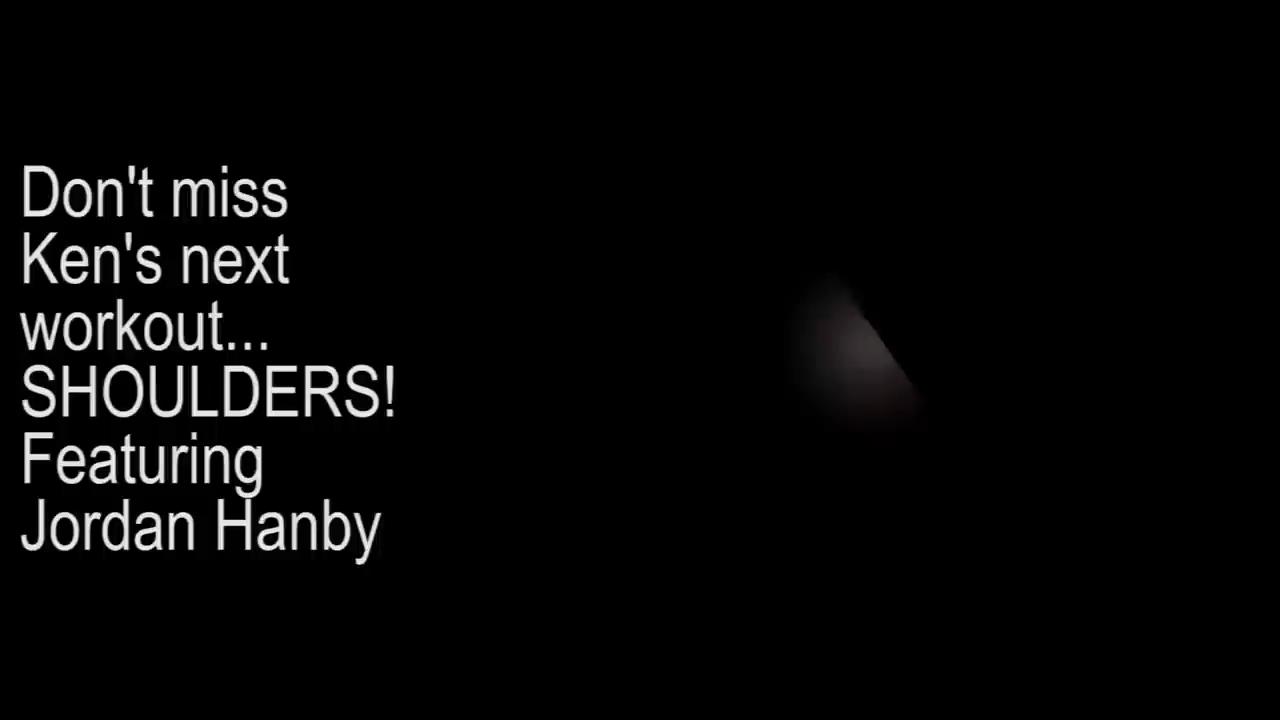 Don't miss
Ken's next
workout...
SHOULDERS!
Featuring
Jordan Hanby